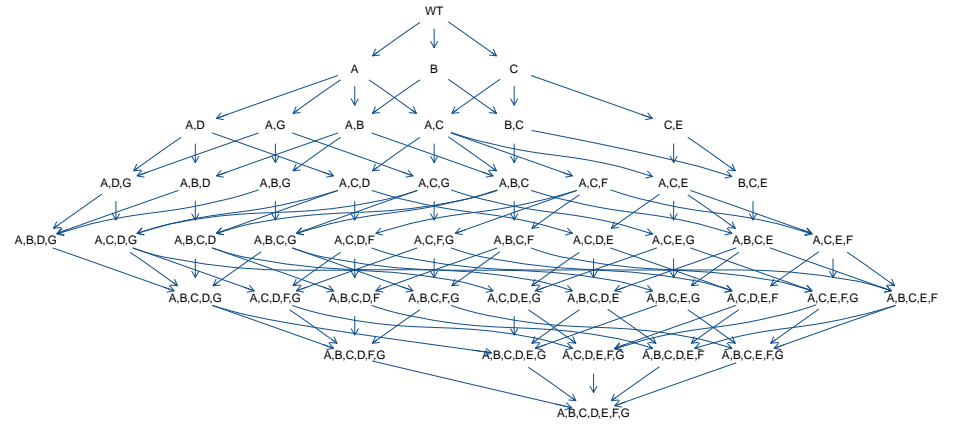 WT
A B C
A,D A,G A,B A,C B,C C,E
A,D,G A,B,D A,B,G A,C,D A,C,G A,B,C A,C,F A,C,E B,C,E
A,B,D,G A,C,D,G A,B,C,D A,B,C,G A,C,D,F A,C,F,G A,B,C,F A,C,D,E A,C,E,G A,B,C,E A,C,E,F
A,B,C,D,G A,C,D,F,G A,B,C,D,F A,B,C,F,G A,C,D,E,G A,B,C,D,E A,B,C,E,G A,C,D,E,F A,C,E,F,G A,B,C,E,F
A,B,C,D,F,G A,B,C,D,E,G A,C,D,E,F,G A,B,C,D,E,F A,B,C,E,F,G
A,B,C,D,E,F,G